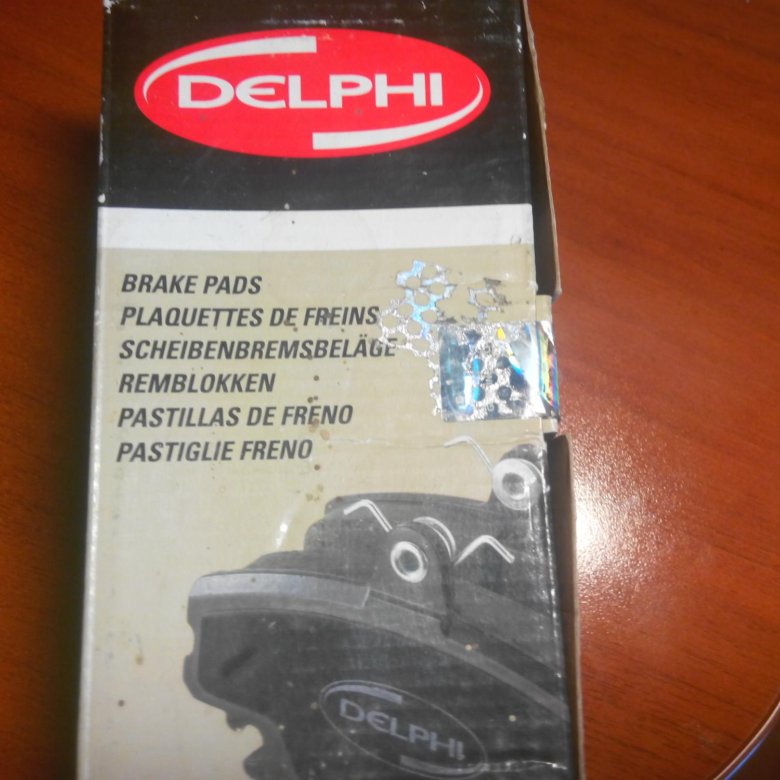 DELPHI
BRAKE PADS
PLAQUETTES DE FREINS
SCHEIBENBREMSBELÄGE
REMBLOKKEN
PASTILLAS DE FRENO
PASTIGLIE FRENO
DELPHI